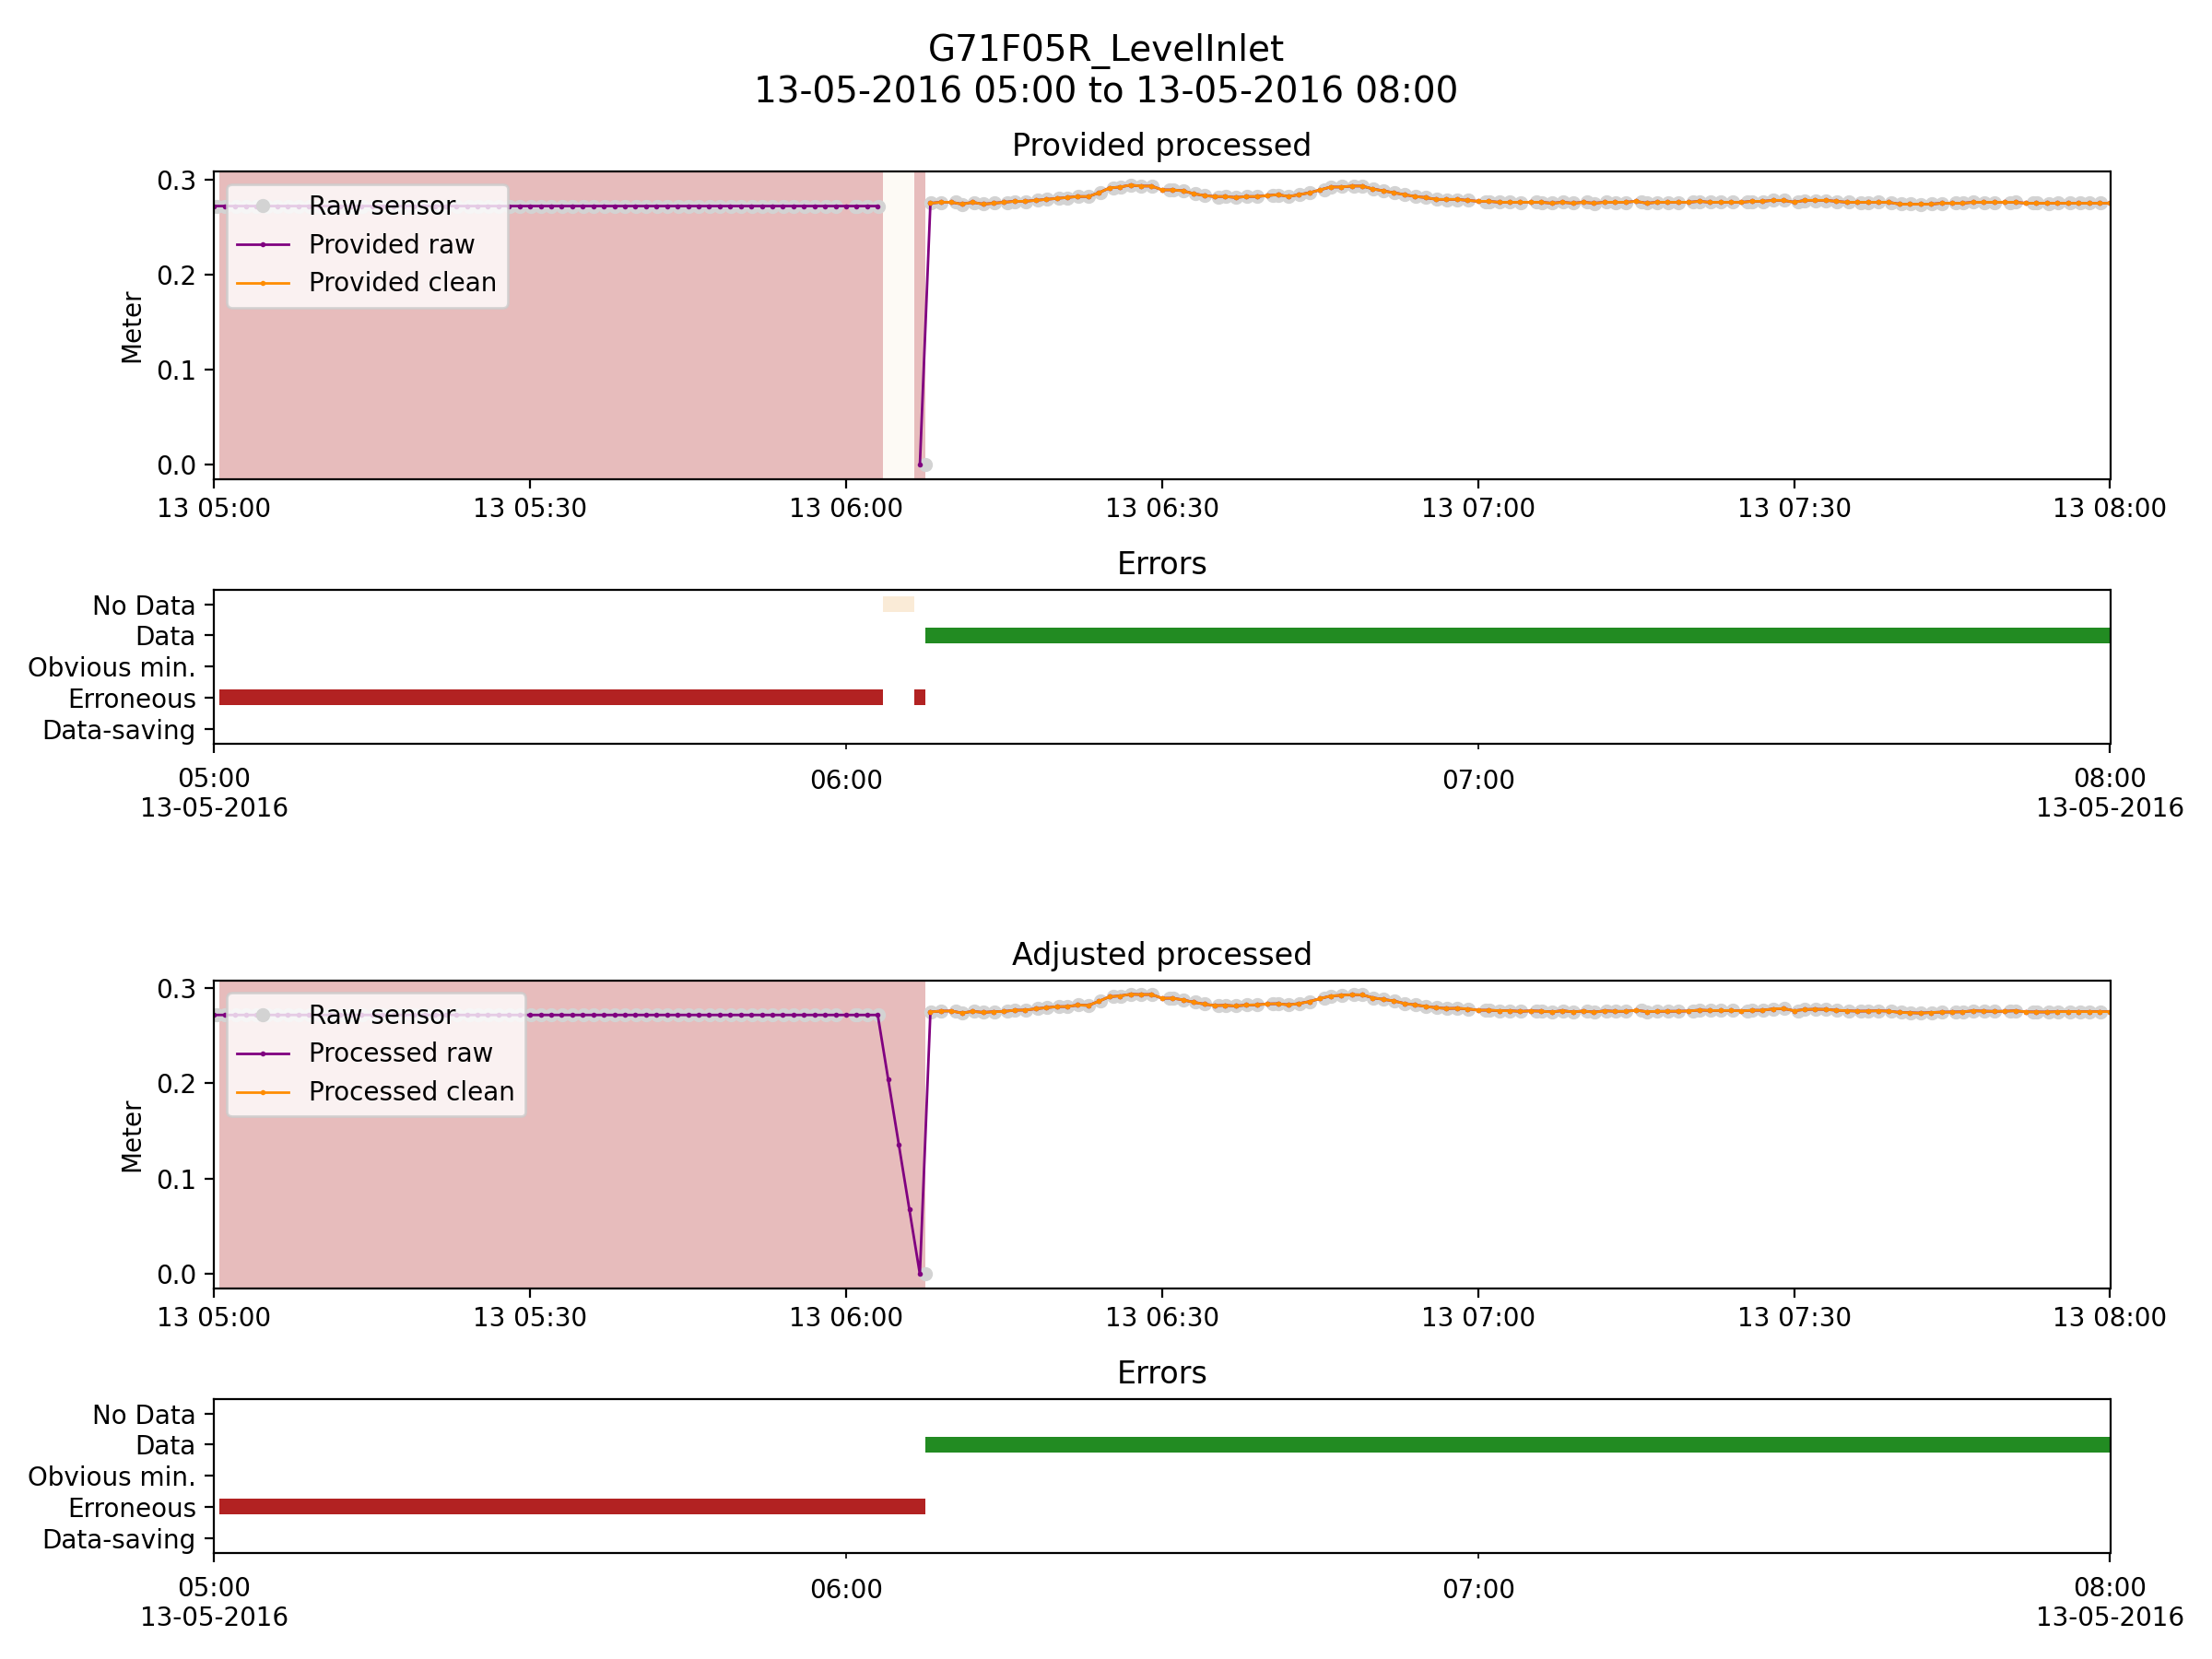 G71F05R_LevelInlet
13-05-2016 05:00 to 13-05-2016 08:00
Provided processed
0.3
0.2
0.1
0.0
Meter
Raw sensor
Provided raw
Provided clean
13 05:00 13 05:30 13 06:00 13 06:30 13 07:00 13 07:30 13 08:00
Errors
No Data
Data
Obvious min.
Erroneous
Data-saving
05:00 06:00 07:00 08:00
13-05-2016 13-05-2016
Adjusted processed
0.3
0.2
0.1
0.0
Meter
Raw sensor
Processed raw
Processed clean
13 05:00 13 05:30 13 06:00 13 06:30 13 07:00 13 07:30 13 08:00
Errors
No Data
Data
Obvious min.
Erroneous
Data-saving
05:00 06:00 07:00 08:00
13-05-2016 13-05-2016